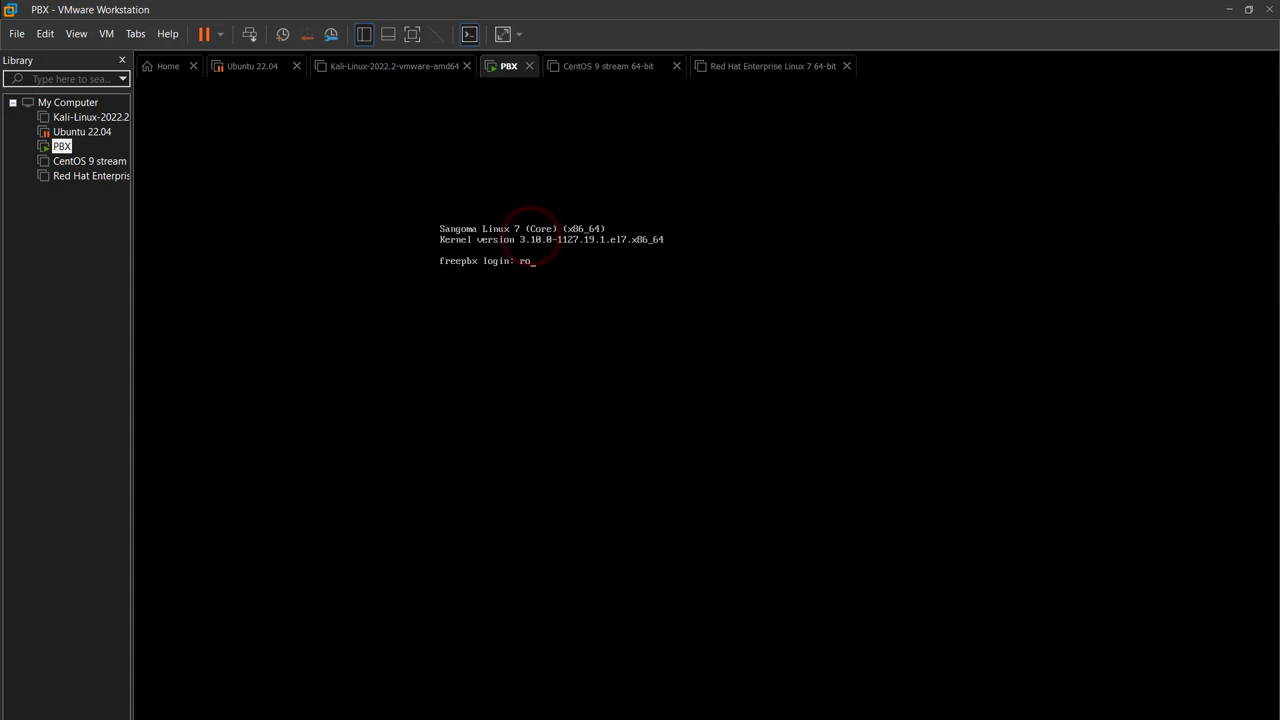 PBX - VMware Workstation
File Edit View VM Tabs Help
Library
Type here to sea...
Home
Ubuntu 22.04
Kali-Linux-2022.2-vmware-amd64
PBX
CentOS 9 stream 64-bit
Red Hat Enterprise Linux 7 64-bit
My Computer
Kali-Linux-2022.2
Ubuntu 22.04
PBX
CentOS 9 stream
Red Hat Enterpris
Sangoma Linux 7 (Core) (x86_64)
Kernel version 3.10.0-1127.19.1.el7.x86_64
freepbx login: ro_